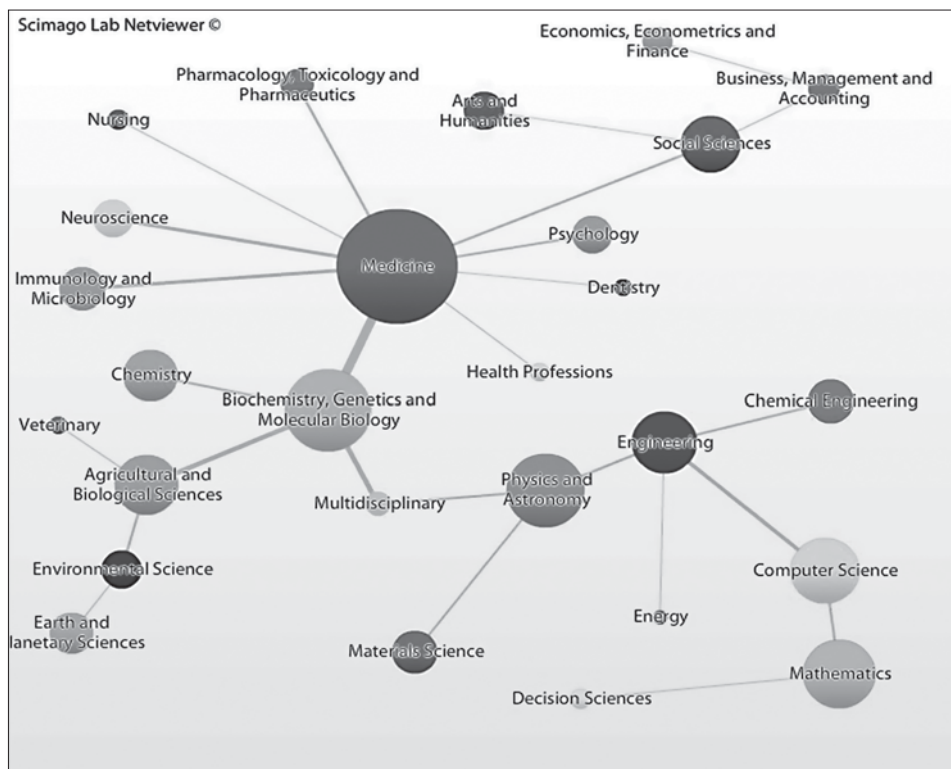 Scimago Lab Netviewer ©
Economics, Econometrics and
Finance
Pharmacology, Toxicology and
Pharmaceutics
Business, Management and
Accounting
Arts and
Humanities
Nursing
Social Sciences
Neuroscience
Psychology
Medicine
Immunology and
Microbiology
Dentistry
Health Professions
Chemistry
Biochemistry, Genetics and
Molecular Biology
Chemical Engineering
Veterinary
Engineering
Agricultural and
Biological Sciences
Physics and
Astronomy
Multidisciplinary
Environmental Science
Computer Science
Earth and
lanetary Sciences
Energy
Materials Science
Mathematics
Decision Sciences